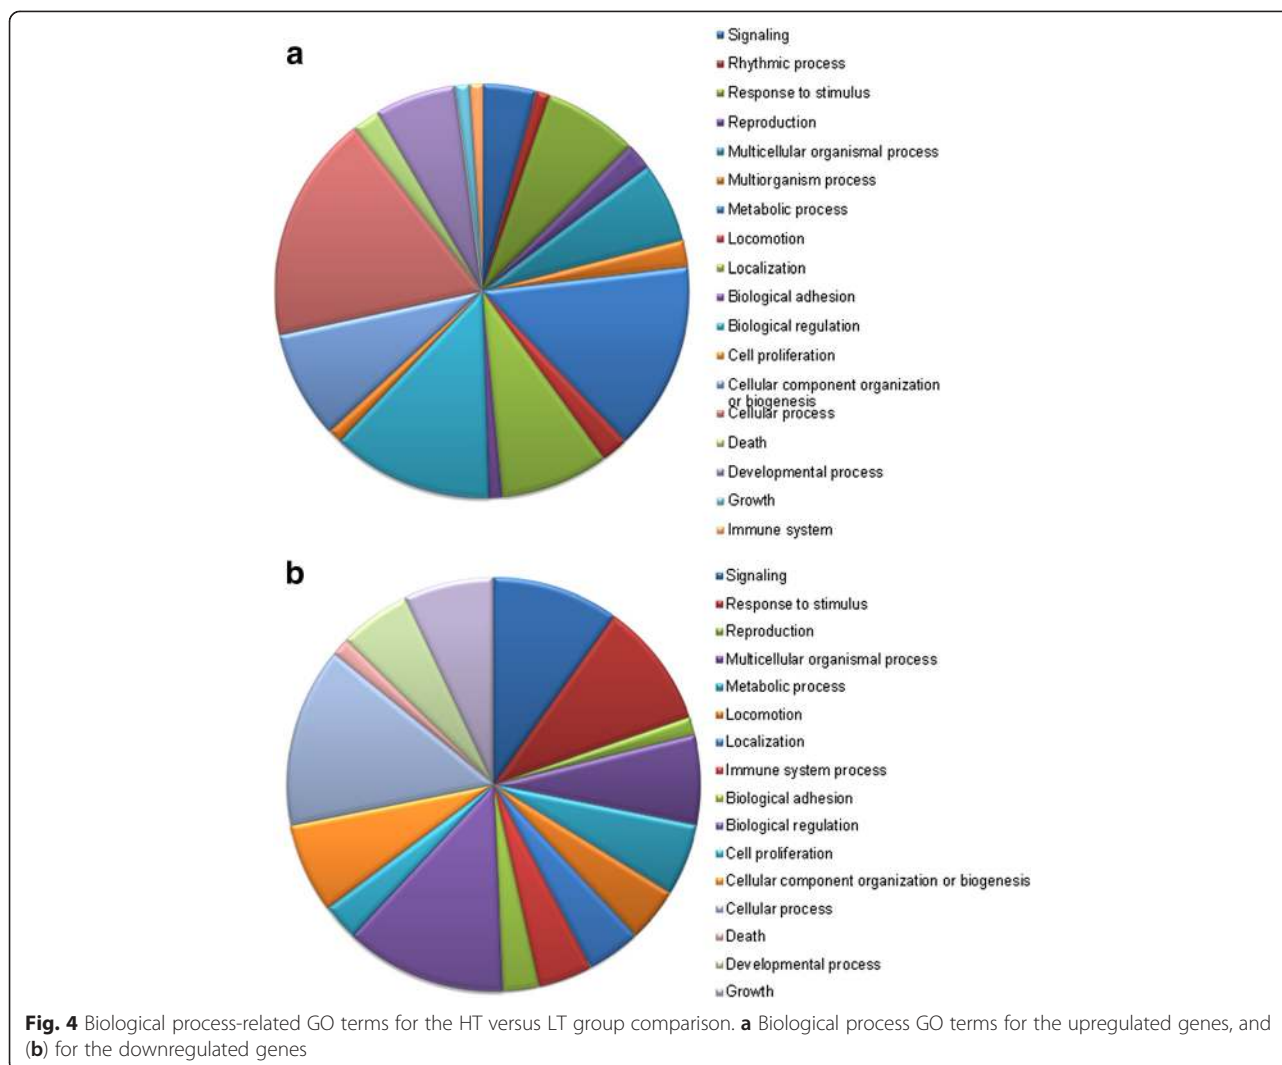 a
Signaling
Rhythmic process
Response to stimulus
Reproduction
Multicellular organismal process
Multiorganism process
Metabolic process
Locomotion
Localization
Biological adhesion
Biological regulation
Cell proliferation
Cellular component organization
or biogenesis
Cellular process
Death
Developmental process
Growth
Immune system
b
Signaling
Response to stimulus
Reproduction
Multicellular organismal process
Metabolic process
Locomotion
Localization
Immune system process
Biological adhesion
Biological regulation
Cell proliferation
Cellular component organization or biogenesis
Cellular process
Death
Developmental process
Growth
Fig. 4 Biological process-related GO terms for the HT versus LT group comparison. a Biological process GO terms for the upregulated genes, and
(b) for the downregulated genes